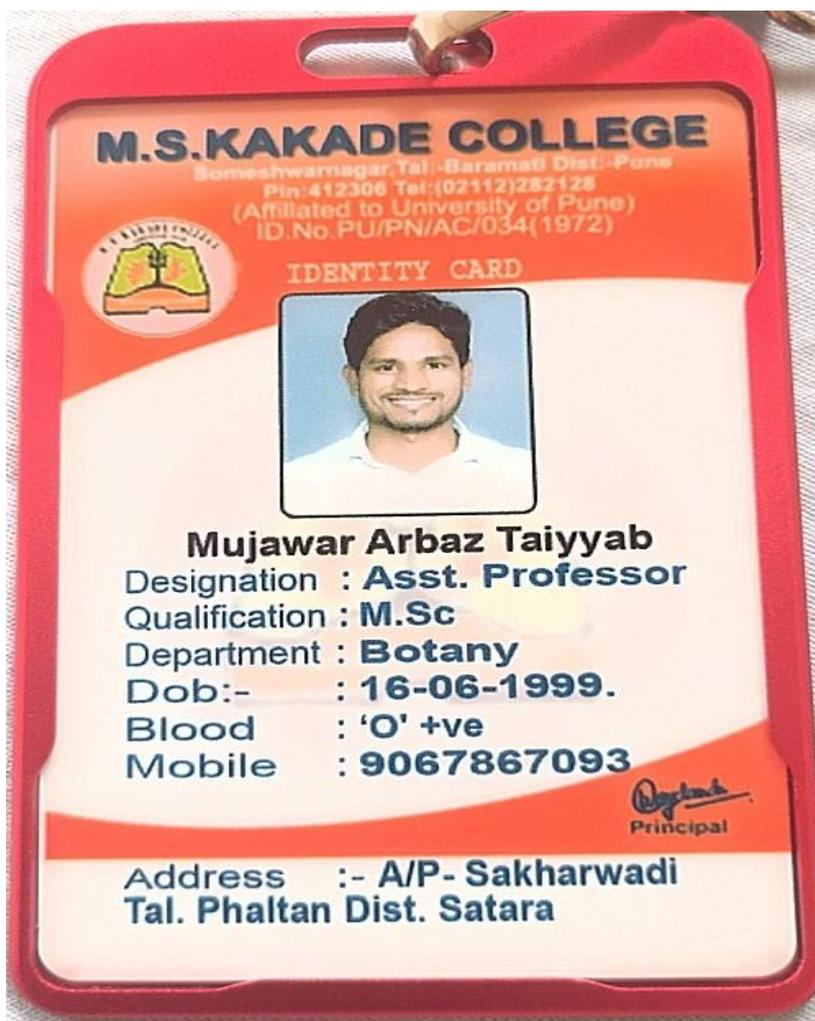 M.S.KAKADE COLLEGE
Someshwarnagar,Tal:-Baramati Dist:-Pune
Pin:412306 Tel:(02112)282128
(Affiliated to University of Pune)
ID.No.PU/PN/AC/034(1972)
IDENTITY CARD
Mujawar Arbaz Taiyyab
Designation : Asst. Professor
Qualification : M.Sc
Department : Botany
Dob:- : 16-06-1999.
Blood : 'O' +ve
Mobile : 9067867093
Principal
Address :- A/P- Sakharwadi
Tal. Phaltan Dist. Satara